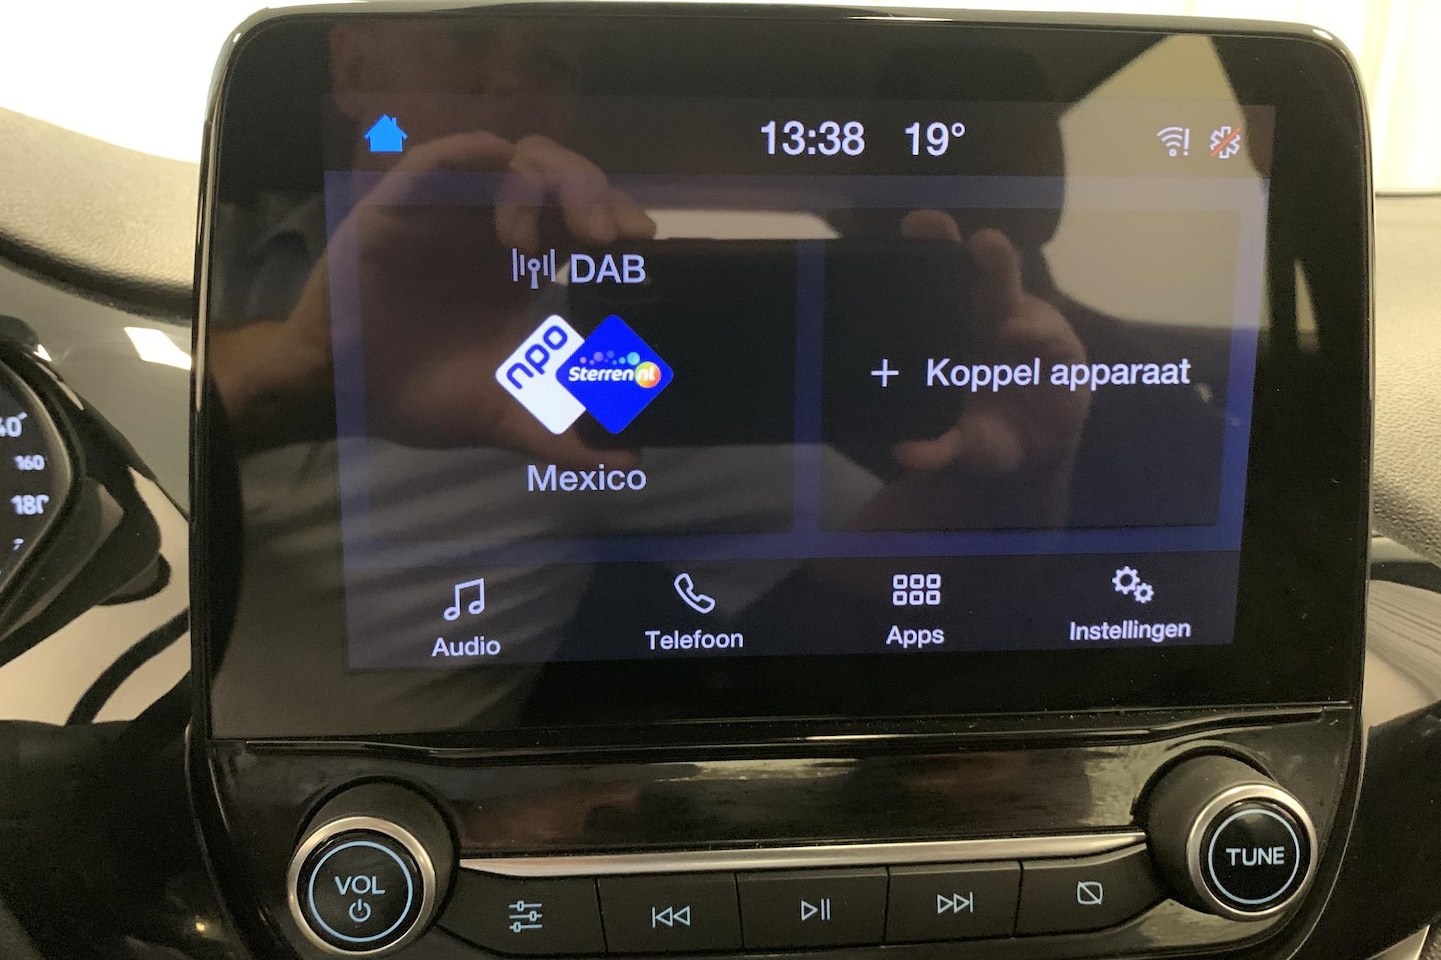 13:38 19°
DAB
npo Sterren nl
+ Koppel apparaat
Mexico
Audio Telefoon Apps Instellingen
160
180
VOL
TUNE